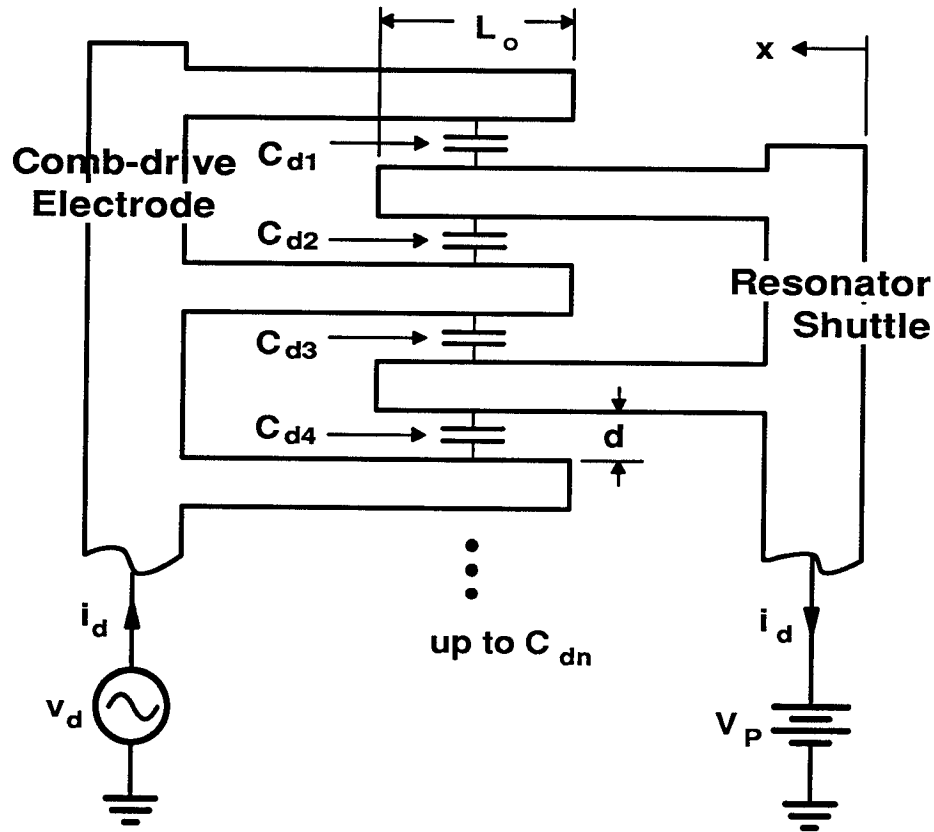 L o
x
C d1
Comb-drive
Electrode
C d2
Resonator
Shuttle
C d3
C d4
d
i d
i d
up to C dn
v d
V P